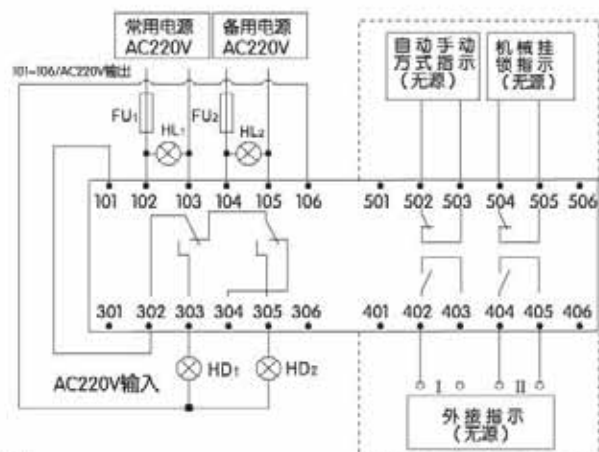 常用电源
AC220V
备用电源
AC220V
自动手动
方式指示
(无源)
机械挂
锁指示
(无源)
101-106/AC220V输出
FU1
HL1
FU2
HL2
101 102 103 104 105 106 501 502 503 504 505 506
301 302 303 304 305 306 401 402 403 404 405 406
HD1
HD2
AC220V输入
I
II
外接指示
(无源)